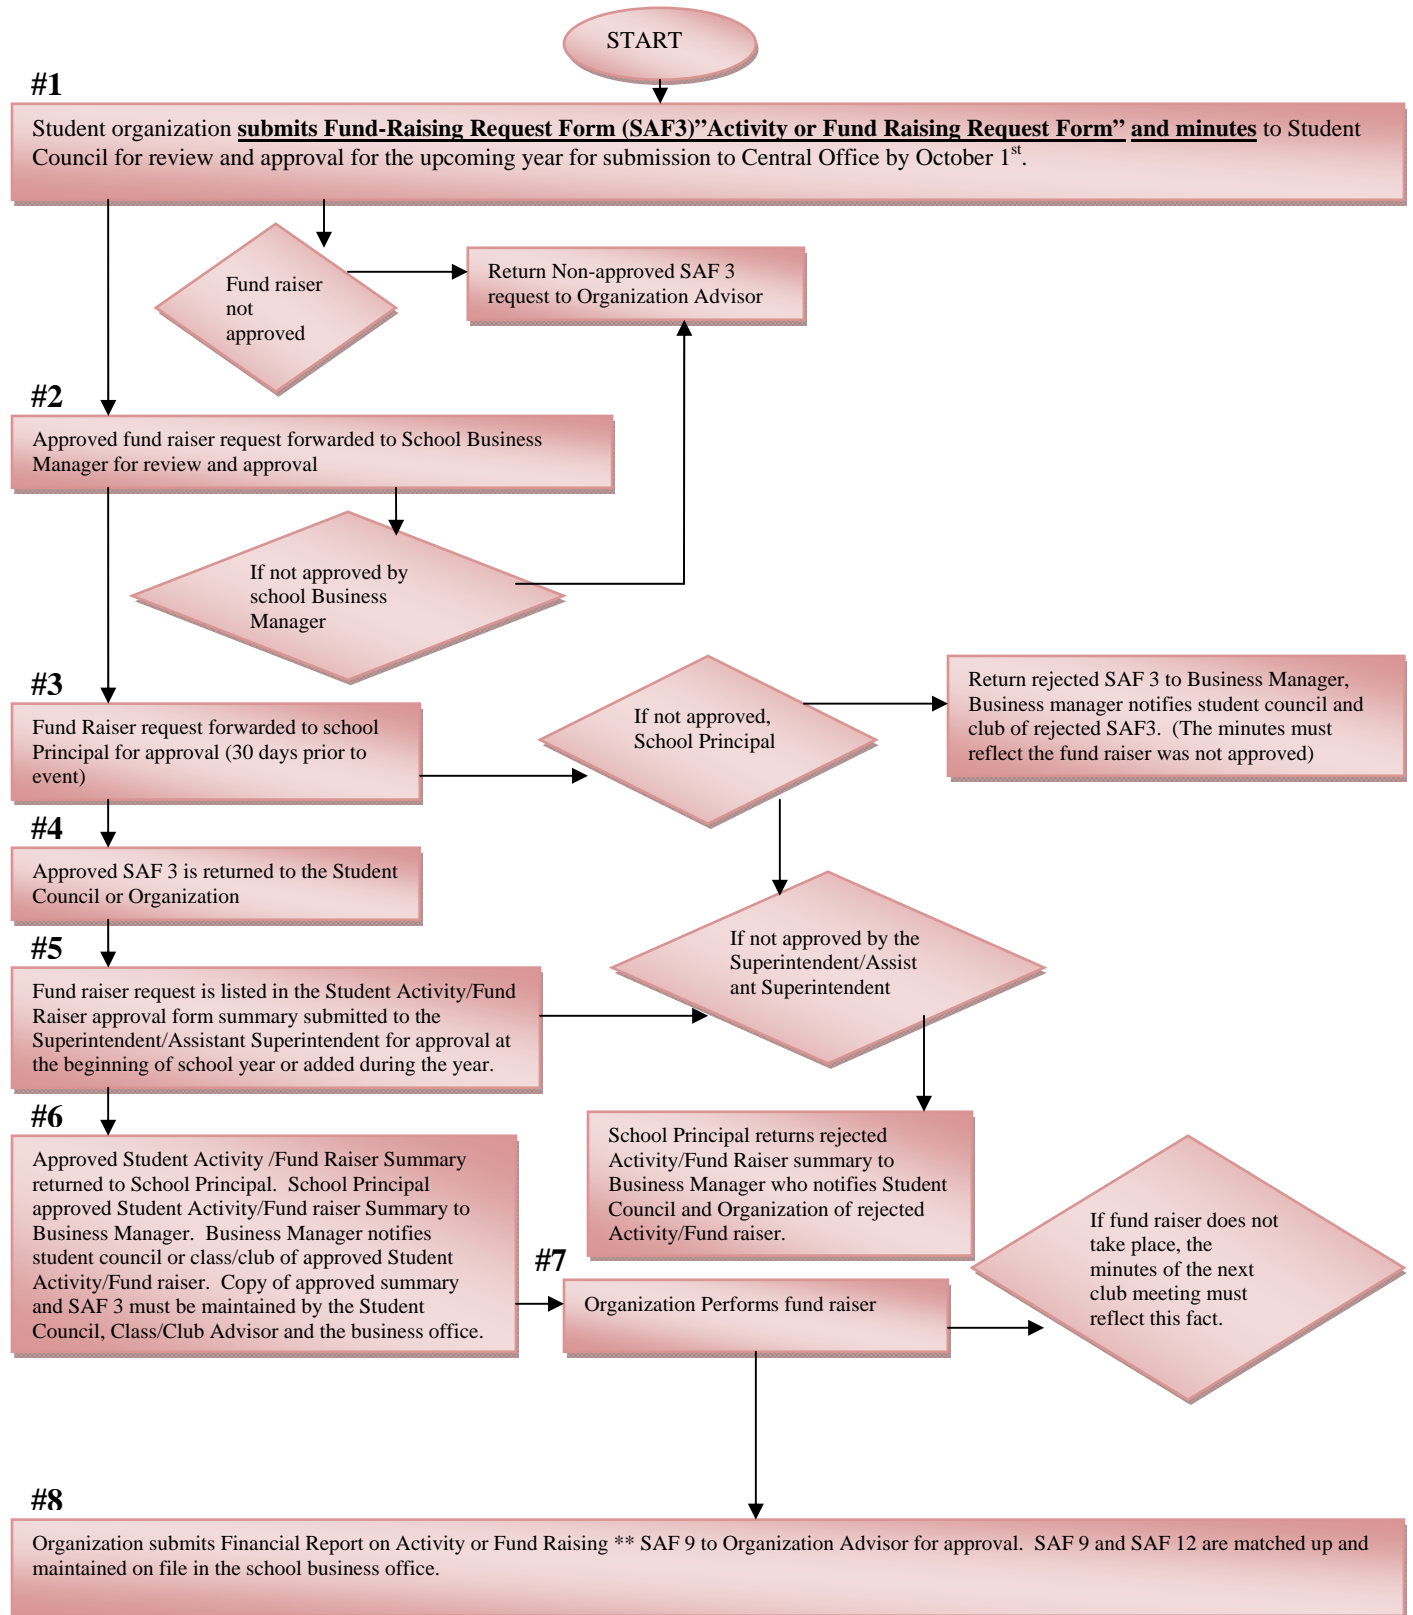 START
#1
Student organization submits Fund-Raising Request Form (SAF3)”Activity or Fund Raising Request Form” and minutes to Student
Council for review and approval for the upcoming year for submission to Central Office by October 1st.
Fund raiser
not
approved
Return Non-approved SAF 3
request to Organization Advisor
#2
Approved fund raiser request forwarded to School Business
Manager for review and approval
If not approved by
school Business
Manager
#3
Fund Raiser request forwarded to school
Principal for approval (30 days prior to
event)
If not approved,
School Principal
Return rejected SAF 3 to Business Manager,
Business manager notifies student council and
club of rejected SAF3.  (The minutes must
reflect the fund raiser was not approved)
#4
Approved SAF 3 is returned to the Student
Council or Organization
#5
Fund raiser request is listed in the Student Activity/Fund
Raiser approval form summary submitted to the
Superintendent/Assistant Superintendent for approval at
the beginning of school year or added during the year.
If not approved by the
Superintendent/Assist
ant Superintendent
#6
Approved Student Activity /Fund Raiser Summary
returned to School Principal.  School Principal
approved Student Activity/Fund raiser Summary to
Business Manager.  Business Manager notifies
student council or class/club of approved Student
Activity/Fund raiser.  Copy of approved summary
and SAF 3 must be maintained by the Student
Council, Class/Club Advisor and the business office.
School Principal returns rejected
Activity/Fund Raiser summary to
Business Manager who notifies Student
Council and Organization of rejected
Activity/Fund raiser.
#7
Organization Performs fund raiser
If fund raiser does not
take place, the
minutes of the next
club meeting must
reflect this fact.
#8
Organization submits Financial Report on Activity or Fund Raising ** SAF 9 to Organization Advisor for approval.  SAF 9 and SAF 12 are matched up and
maintained on file in the school business office.